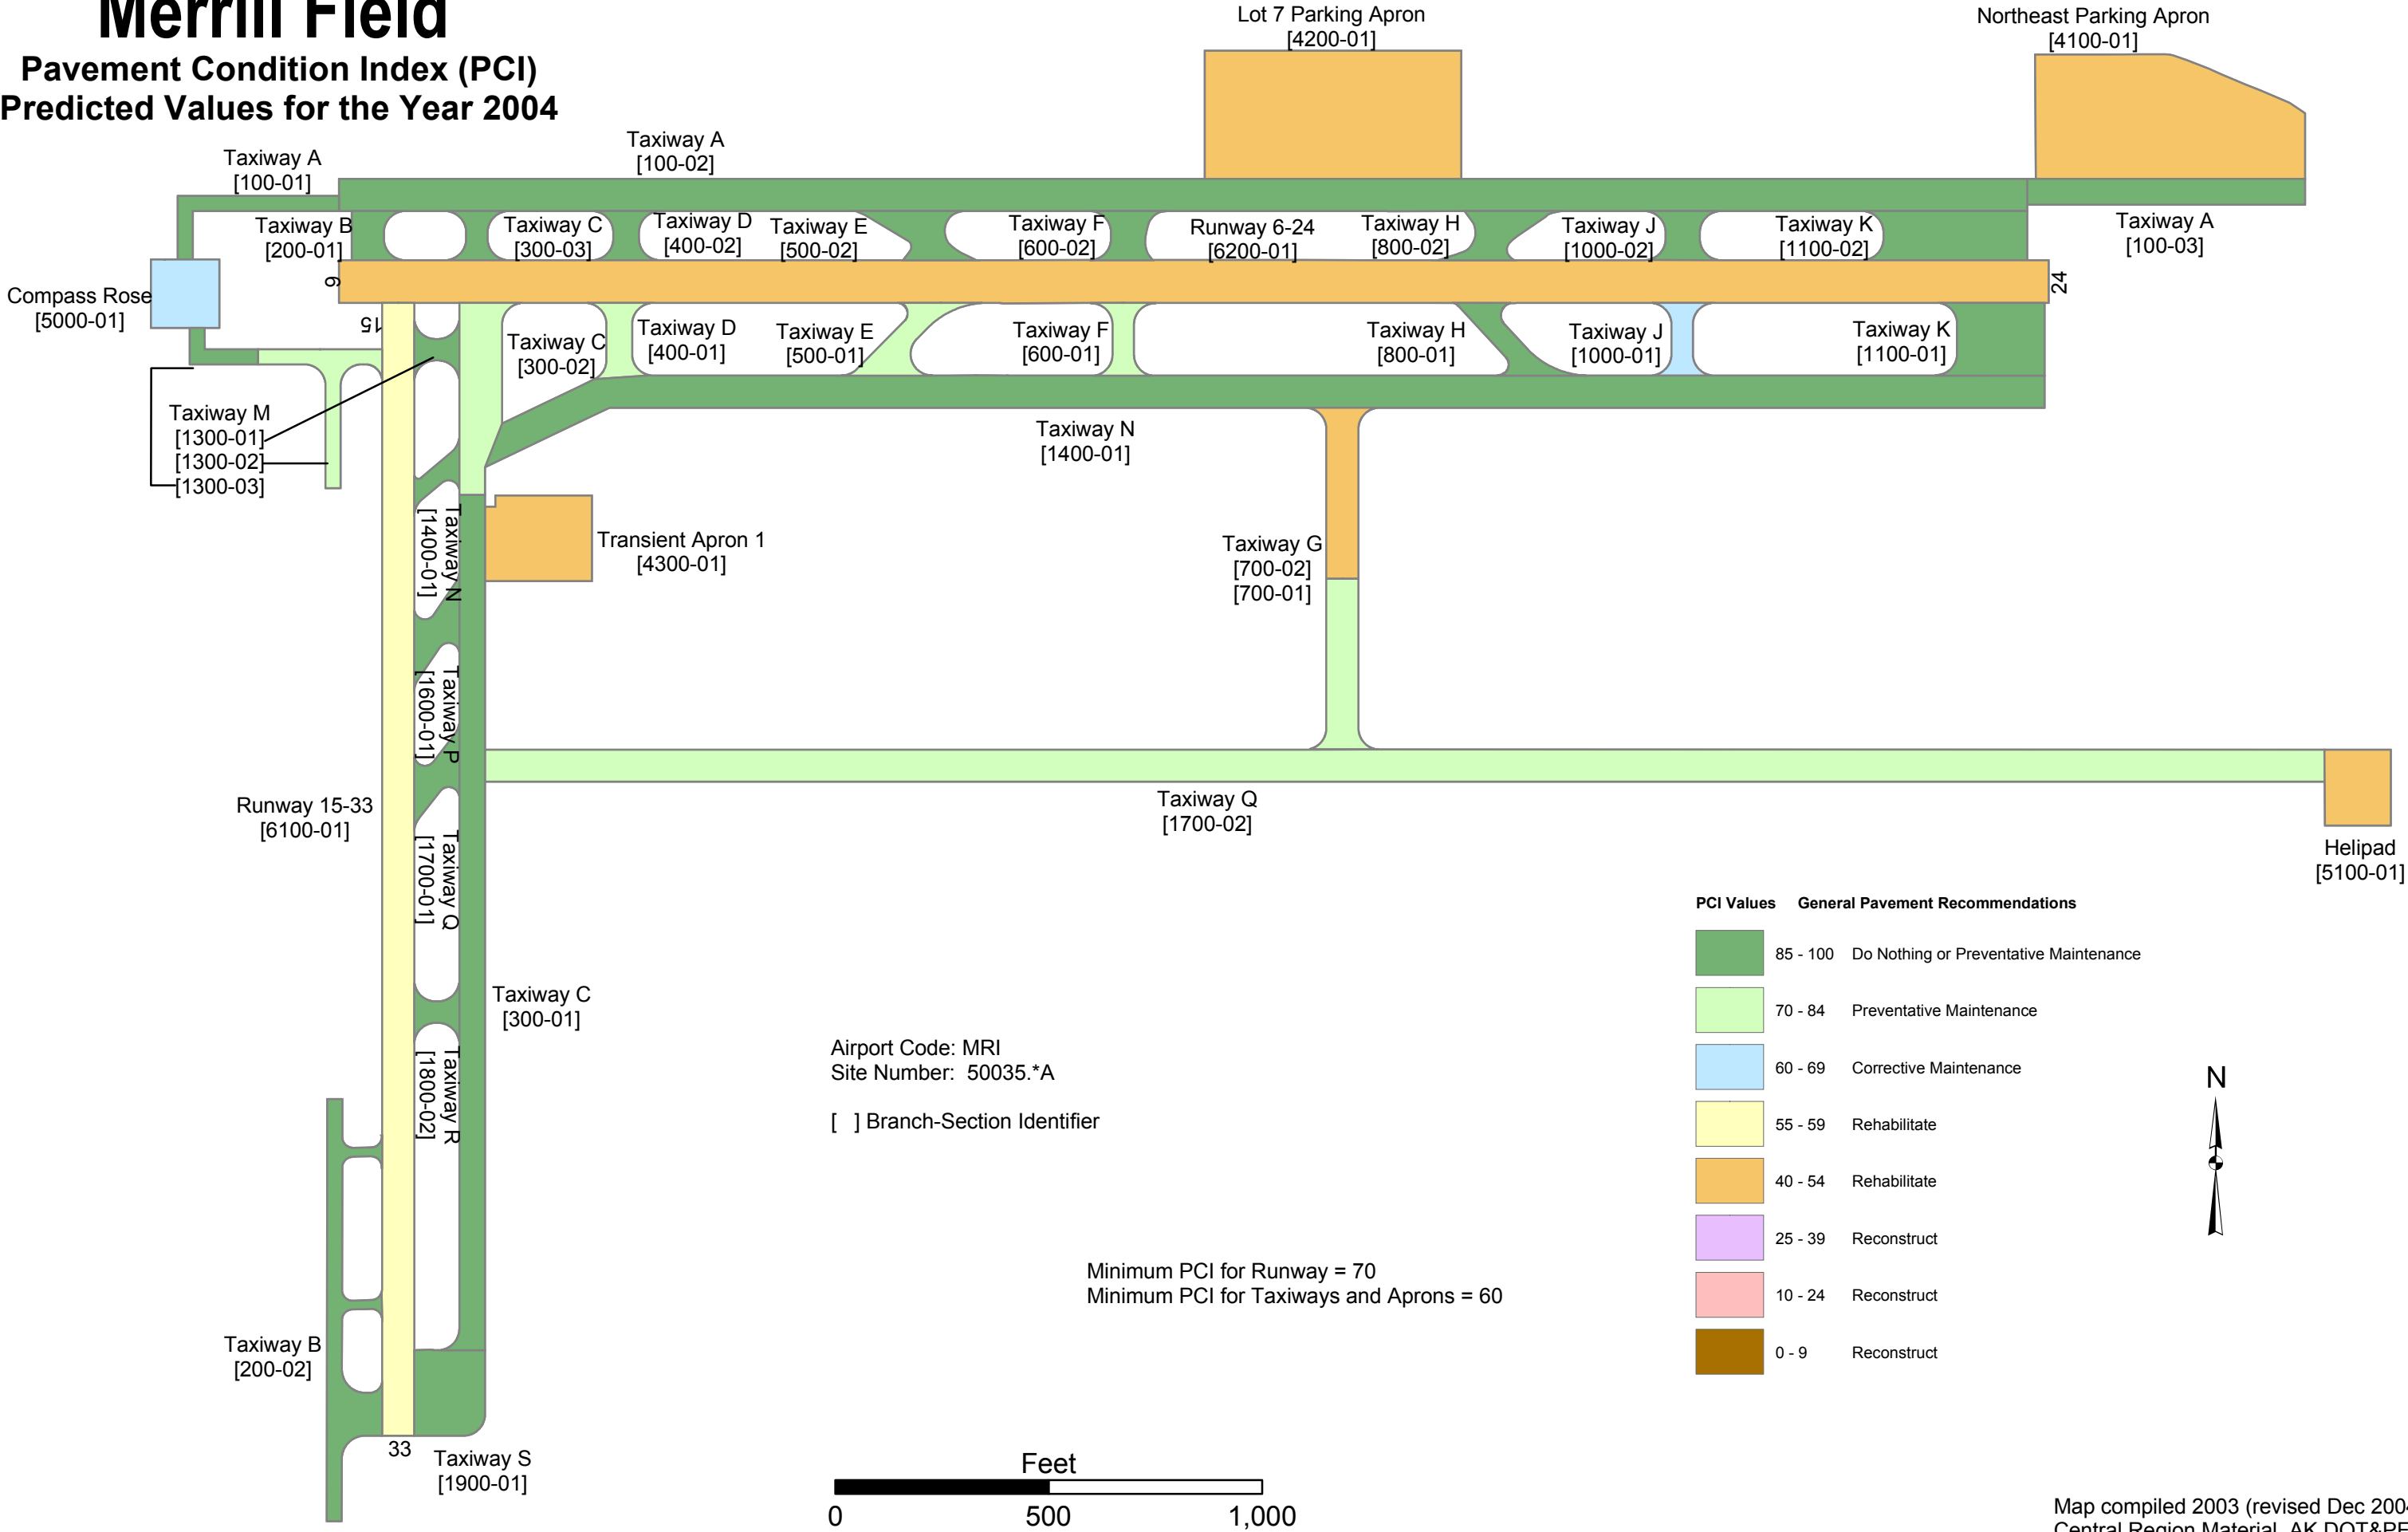 Merrill Field
Pavement Condition Index (PCI)
Predicted Values for the Year 2004
Lot 7 Parking Apron
[4200-01]
Northeast Parking Apron
[4100-01]
Taxiway A
[100-01]
Taxiway A
[100-02]
Taxiway B
[200-01]
Taxiway C
[300-03]
Taxiway D
[400-02]
Taxiway E
[500-02]
Taxiway F
[600-02]
Runway 6-24
[6200-01]
Taxiway H
[800-02]
Taxiway J
[1000-02]
Taxiway K
[1100-02]
Taxiway A
[100-03]
6
24
Compass Rose
[5000-01]
15
Taxiway C
[300-02]
Taxiway D
[400-01]
Taxiway E
[500-01]
Taxiway F
[600-01]
Taxiway H
[800-01]
Taxiway J
[1000-01]
Taxiway K
[1100-01]
Taxiway M
[1300-01]
[1300-02]
[1300-03]
Taxiway N
[1400-01]
Taxiway N
[1400-01]
Transient Apron 1
[4300-01]
Taxiway G
[700-02]
[700-01]
Taxiway P
[1600-01]
Runway 15-33
[6100-01]
Taxiway Q
[1700-02]
Taxiway Q
[1700-01]
Helipad
[5100-01]
Taxiway C
[300-01]
Taxiway R
[1800-02]
Airport Code: MRI
Site Number: 50035.*A
[ ] Branch-Section Identifier
PCI Values General Pavement Recommendations
85 - 100 Do Nothing or Preventative Maintenance
70 - 84 Preventative Maintenance
60 - 69 Corrective Maintenance
55 - 59 Rehabilitate
40 - 54 Rehabilitate
25 - 39 Reconstruct
10 - 24 Reconstruct
0 - 9 Reconstruct
N
Minimum PCI for Runway = 70
Minimum PCI for Taxiways and Aprons = 60
Taxiway B
[200-02]
33
Taxiway S
[1900-01]
Feet
0 500 1,000
Map compiled 2003 (revised Dec 2004
Central Region Material, AK DOT&PF